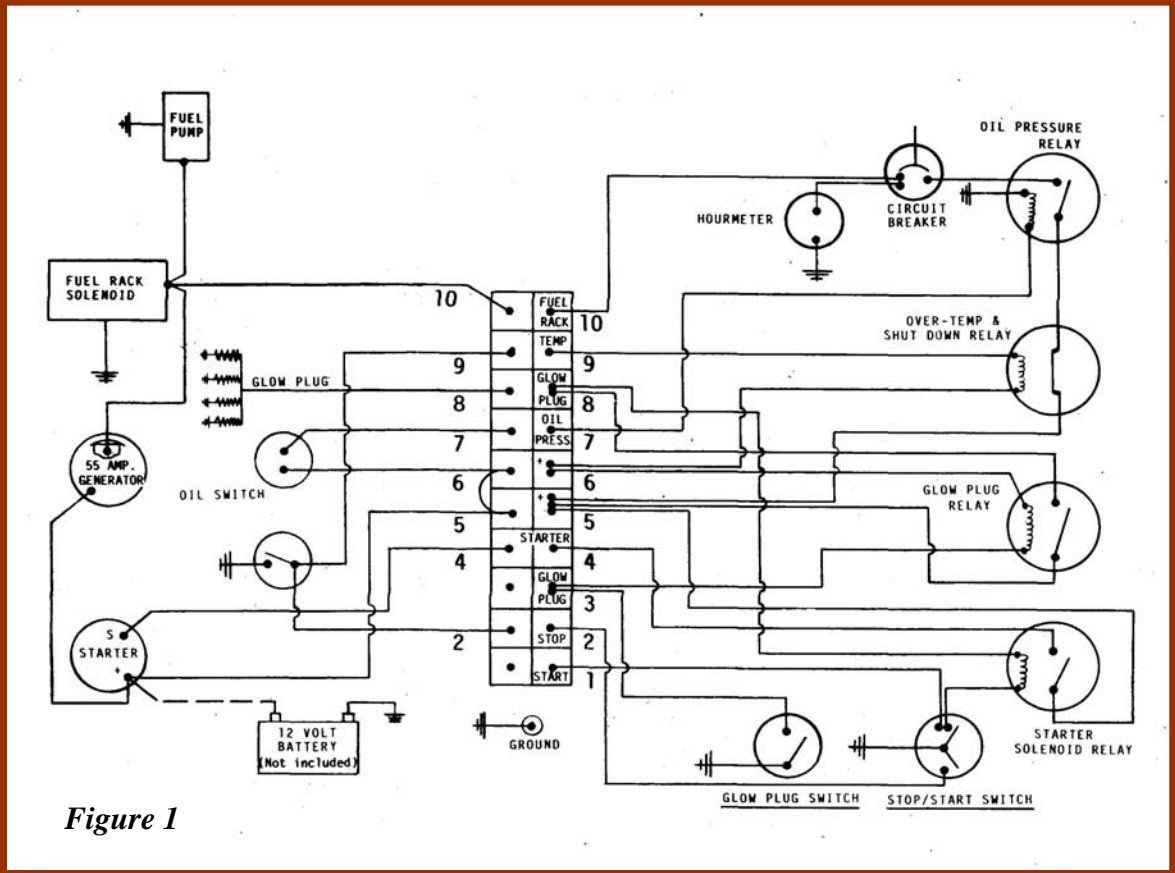 FUEL
PUMP
OIL PRESSURE
RELAY
HOURMETER
CIRCUIT
BREAKER
FUEL RACK
SOLENOID
10
FUEL
RACK
10
OVER-TEMP &
SHUT DOWN RELAY
9
TEMP
9
GLOW PLUG
8
GLOW
PLUG
8
7
OIL
PRESS
7
55 AMP.
GENERATOR
OIL SWITCH
6
+
6
GLOW PLUG
RELAY
5
+
5
4
STARTER
4
GLOW
PLUG
3
S
STARTER
+
2
STOP
2
START
1
12 VOLT
BATTERY
(Not included)
GROUND
STARTER
SOLENOID RELAY
GLOW PLUG SWITCH
STOP/START SWITCH
Figure 1